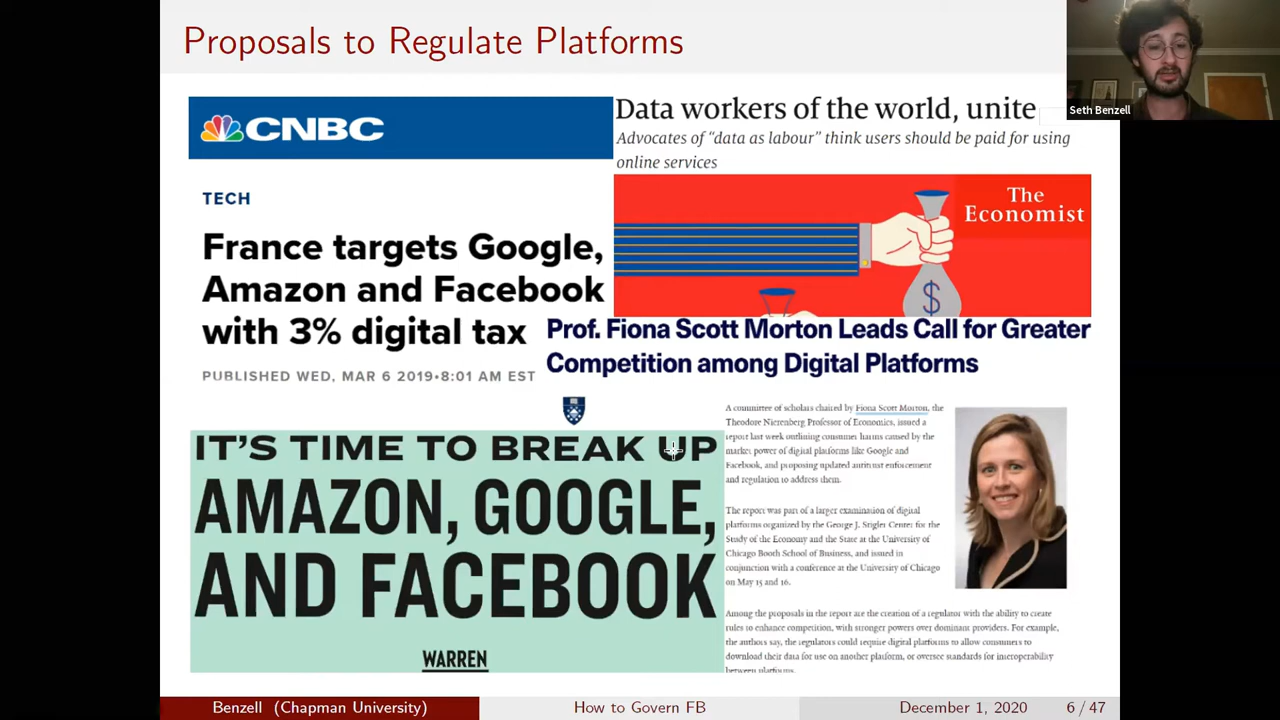 Proposals to Regulate Platforms
Seth Benzell
CNBC
TECH
France targets Google,
Amazon and Facebook
with 3% digital tax
PUBLISHED WED, MAR 6 2019•8:01 AM EST
Data workers of the world, unite
Advocates of “data as labour” think users should be paid for using
online services
The
Economist
$
Prof. Fiona Scott Morton Leads Call for Greater
Competition among Digital Platforms
A committee of scholars chaired by Fiona Scott Morton, the
Theodore Nierenberg Professor of Economics, issued a
report last week outlining consumer harms caused by the
market power of digital platforms like Google and
Facebook, and proposing updated antitrust enforcement
and regulation to address them.
The report was part of a larger examination of digital
platforms organized by the George J. Stigler Center for the
Study of the Economy and the State at the University of
Chicago Booth School of Business, and issued in
conjunction with a conference at the University of Chicago
on May 15 and 16.
Among the proposals in the report are the creation of a regulator with the ability to create
rules to enhance competition, with stronger powers over dominant providers. For example,
the authors say, the regulators could require digital platforms to allow consumers to
download their data for use on another platform, or oversee standards for interoperability
between platforms.
IT'S TIME TO BREAK UP
AMAZON, GOOGLE,
AND FACEBOOK
WARREN
Benzell (Chapman University)
How to Govern FB
December 1, 2020
6 / 47